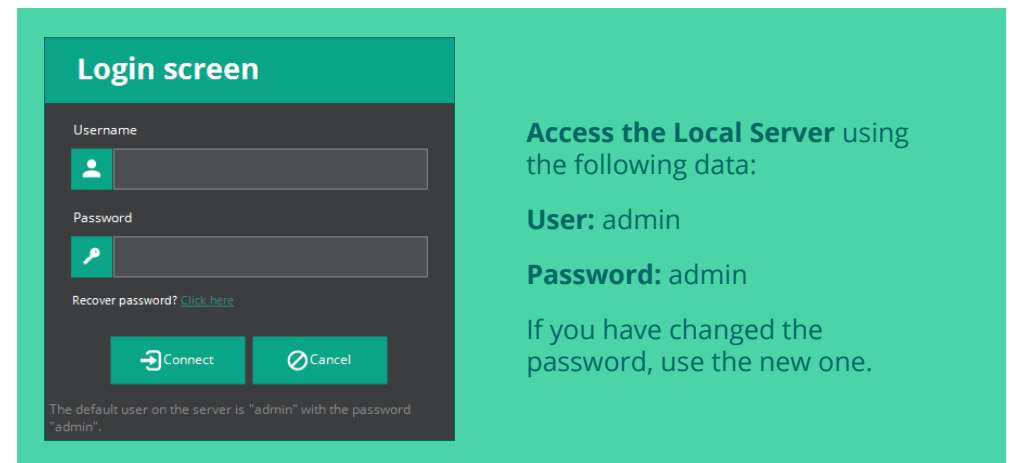 Login screen
Username
Password
Recover password? Click here
Connect
Cancel
The default user on the server is "admin" with the password
"admin".
Access the Local Server using
the following data:
User: admin
Password: admin
If you have changed the
password, use the new one.